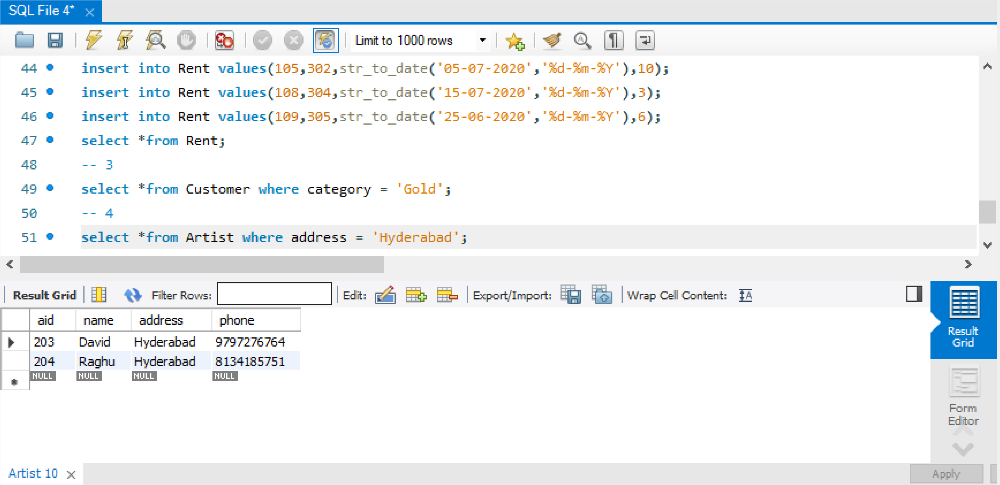 SQL File 4*
Limit to 1000 rows
44 insert into Rent values(105,302,str_to_date('05-07-2020','%d-%m-%Y'),10);
45 insert into Rent values(108,304,str_to_date('15-07-2020','%d-%m-%Y'),3);
46 insert into Rent values(109,305,str_to_date('25-06-2020','%d-%m-%Y'),6);
47 select *from Rent;
48 -- 3
49 select *from Customer where category = 'Gold';
50 -- 4
51 select *from Artist where address = 'Hyderabad';
Result Grid Filter Rows: Edit: Export/Import: Wrap Cell Content:
aid name address phone
203 David Hyderabad 9797276764
204 Raghu Hyderabad 8134185751
NULL NULL NULL NULL
Result
Grid
Form
Editor
Artist 10
Apply